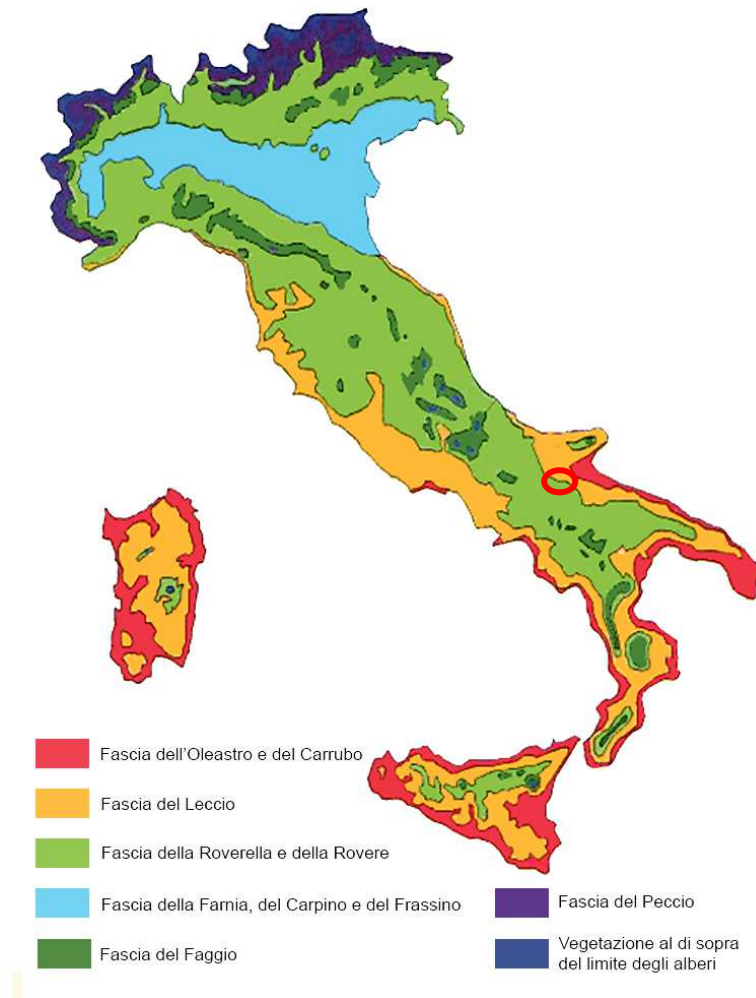 Fascia dell'Oleastro e del Carrubo
Fascia del Leccio
Fascia della Roverella e della Rovere
Fascia della Farnia, del Carpino e del Frassino
Fascia del Faggio
Fascia del Peccio
Vegetazione al di sopra
del limite degli alberi